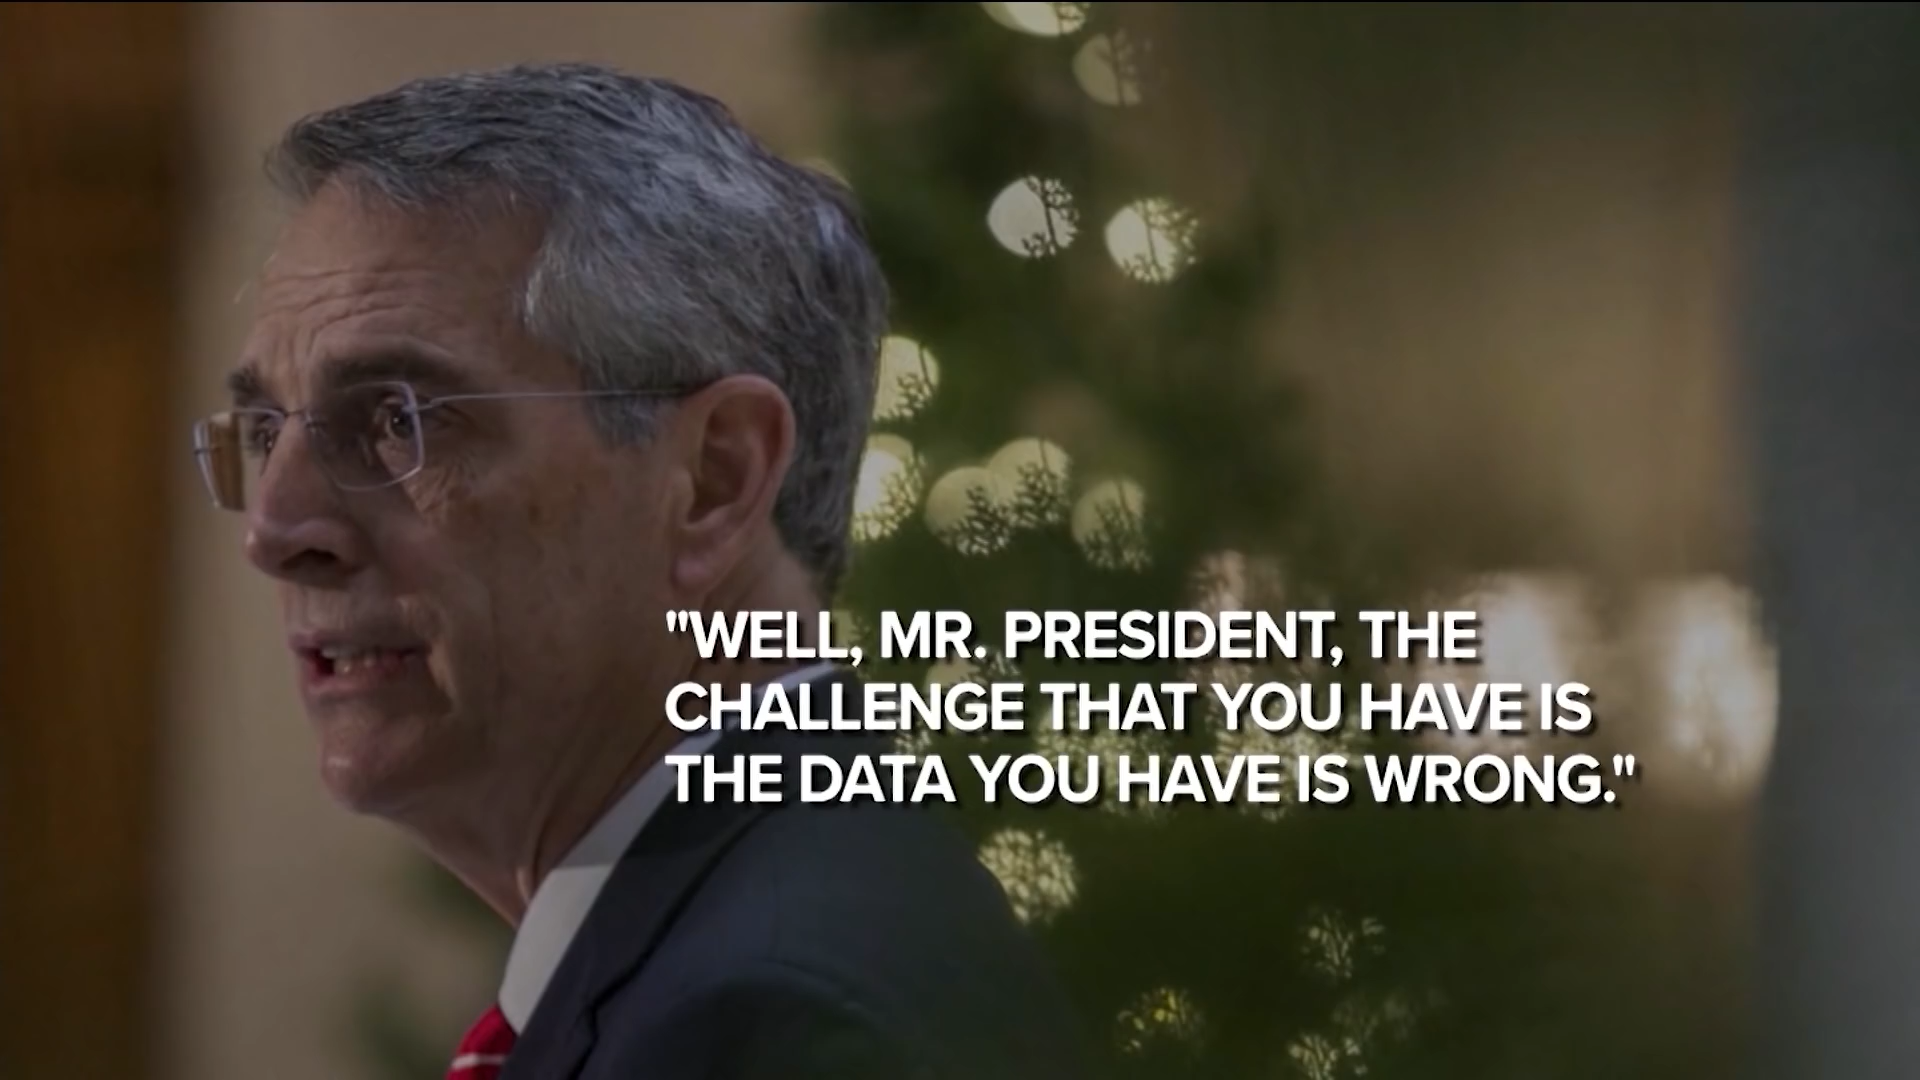 "WELL, MR. PRESIDENT, THE
CHALLENGE THAT YOU HAVE IS
THE DATA YOU HAVE IS WRONG."